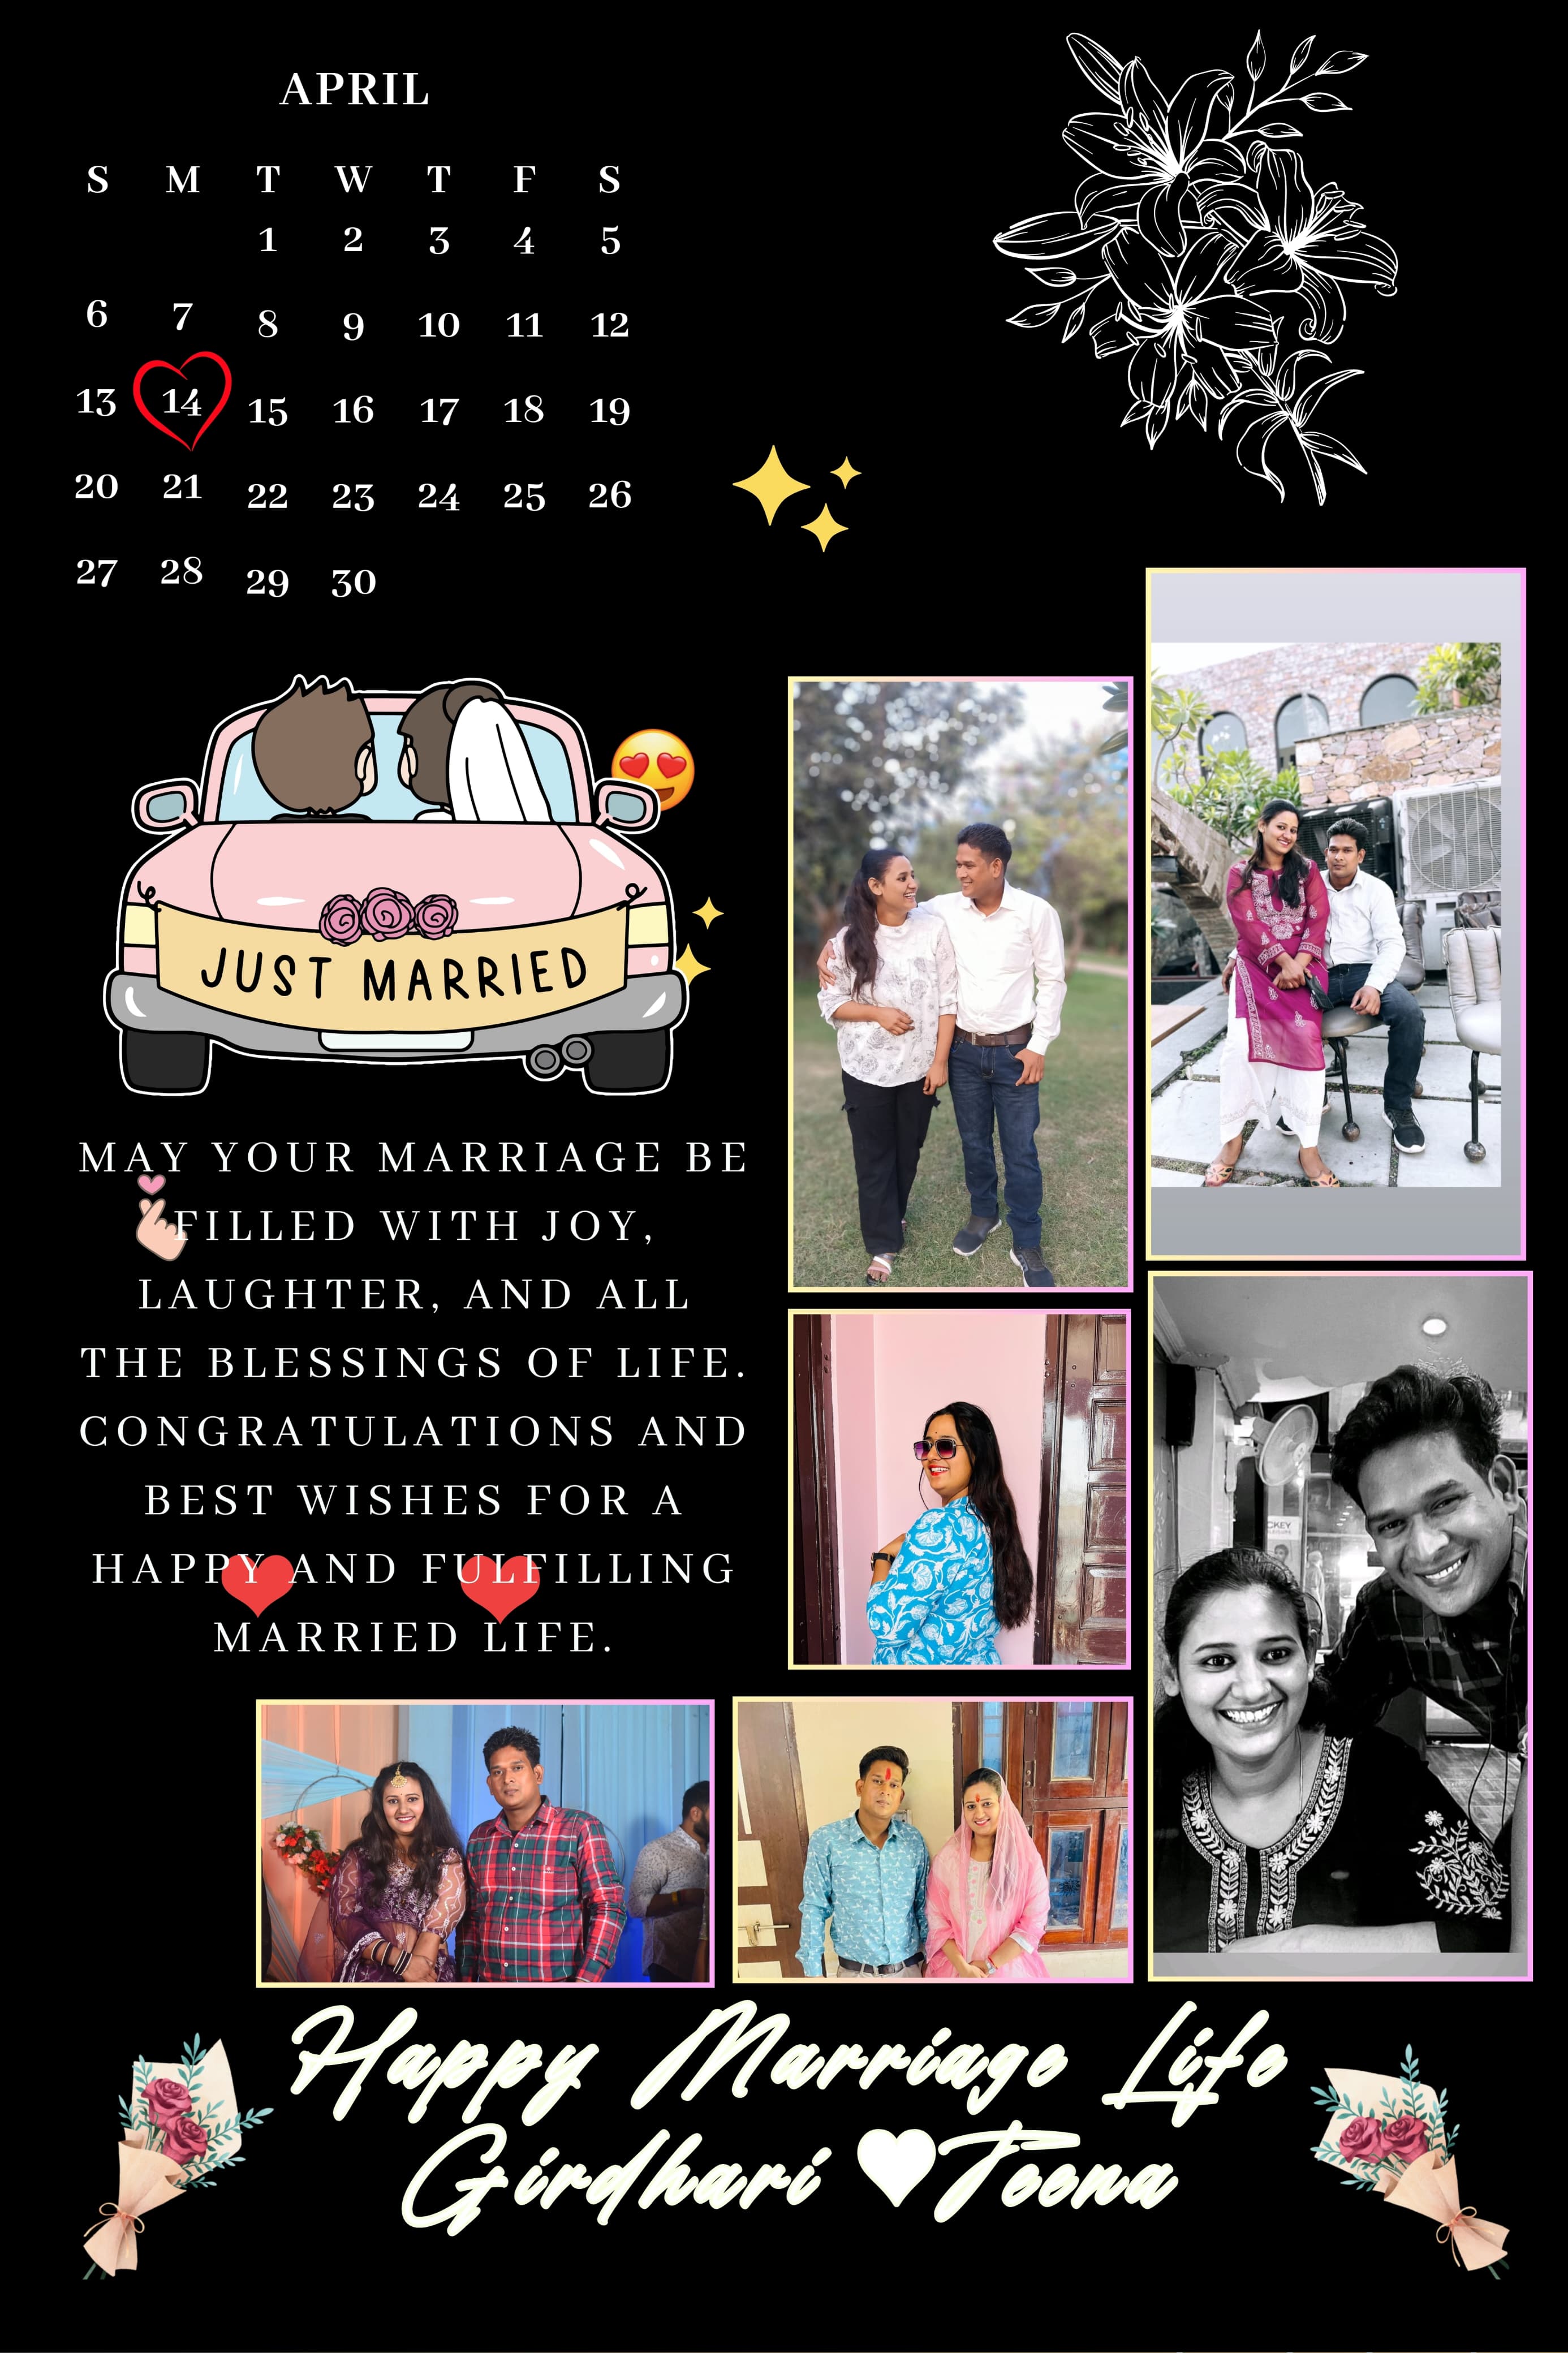 APRIL
S M T W T F S
1 2 3 4 5
6 7 8 9 10 11 12
13 14 15 16 17 18 19
20 21 22 23 24 25 26
27 28 29 30
JUST MARRIED
MAY YOUR MARRIAGE BE
FILLED WITH JOY,
LAUGHTER, AND ALL
THE BLESSINGS OF LIFE.
CONGRATULATIONS AND
BEST WISHES FOR A
HAPPY AND FULFILLING
MARRIED LIFE.
Happy Marriage Life
Girdhari ♥ Teena